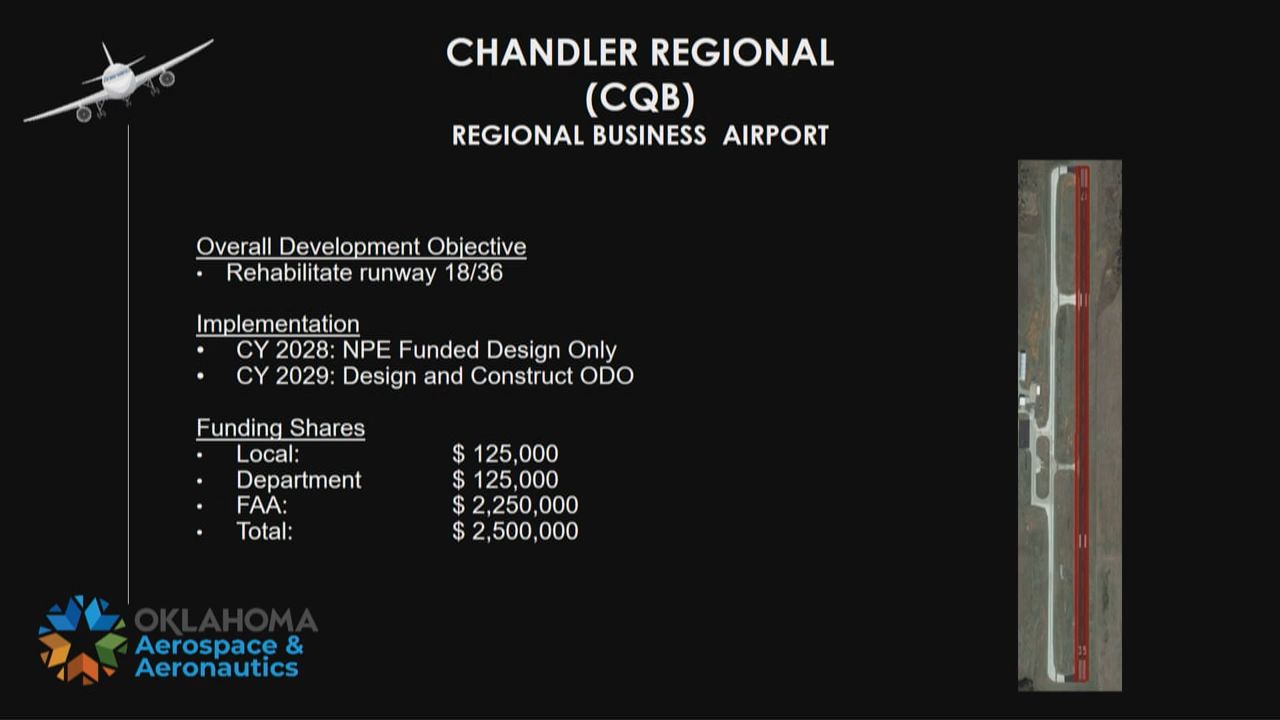 CHANDLER REGIONAL
(CQB)
REGIONAL BUSINESS AIRPORT
Overall Development Objective
• Rehabilitate runway 18/36
Implementation
• CY 2028: NPE Funded Design Only
• CY 2029: Design and Construct ODO
Funding Shares
• Local: $ 125,000
• Department $ 125,000
• FAA: $ 2,250,000
• Total: $ 2,500,000
OKLAHOMA
Aerospace &
Aeronautics